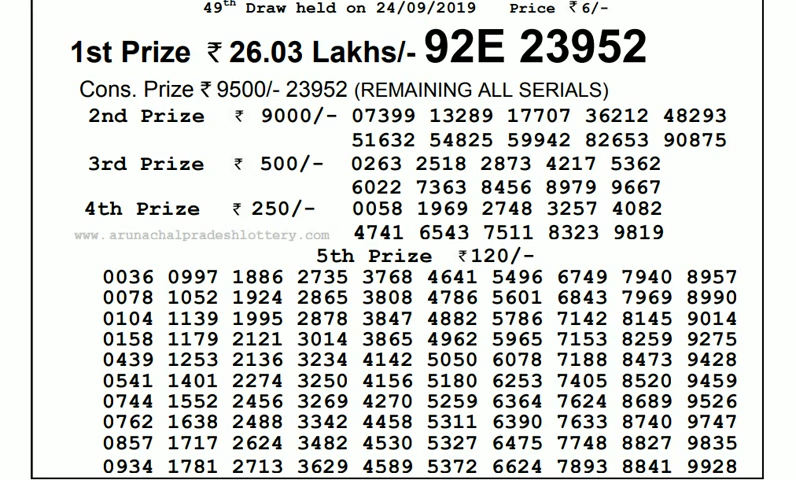 49th Draw held on 24/09/2019 Price ₹ 6/-
1st Prize ₹ 26.03 Lakhs/- 92E 23952
Cons. Prize ₹ 9500/- 23952 (REMAINING ALL SERIALS)
2nd Prize ₹ 9000/- 07399 13289 17707 36212 48293
51632 54825 59942 82653 90875
3rd Prize ₹ 500/- 0263 2518 2873 4217 5362
6022 7363 8456 8979 9667
4th Prize ₹ 250/- 0058 1969 2748 3257 4082
www.arunachalpradeshlottery.com 4741 6543 7511 8323 9819
5th Prize ₹120/-
0036 0997 1886 2735 3768 4641 5496 6749 7940 8957
0078 1052 1924 2865 3808 4786 5601 6843 7969 8990
0104 1139 1995 2878 3847 4882 5786 7142 8145 9014
0158 1179 2121 3014 3865 4962 5965 7153 8259 9275
0439 1253 2136 3234 4142 5050 6078 7188 8473 9428
0541 1401 2274 3250 4156 5180 6253 7405 8520 9459
0744 1552 2456 3269 4270 5259 6364 7624 8689 9526
0762 1638 2488 3342 4458 5311 6390 7633 8740 9747
0857 1717 2624 3482 4530 5327 6475 7748 8827 9835
0934 1781 2713 3629 4589 5372 6624 7893 8841 9928